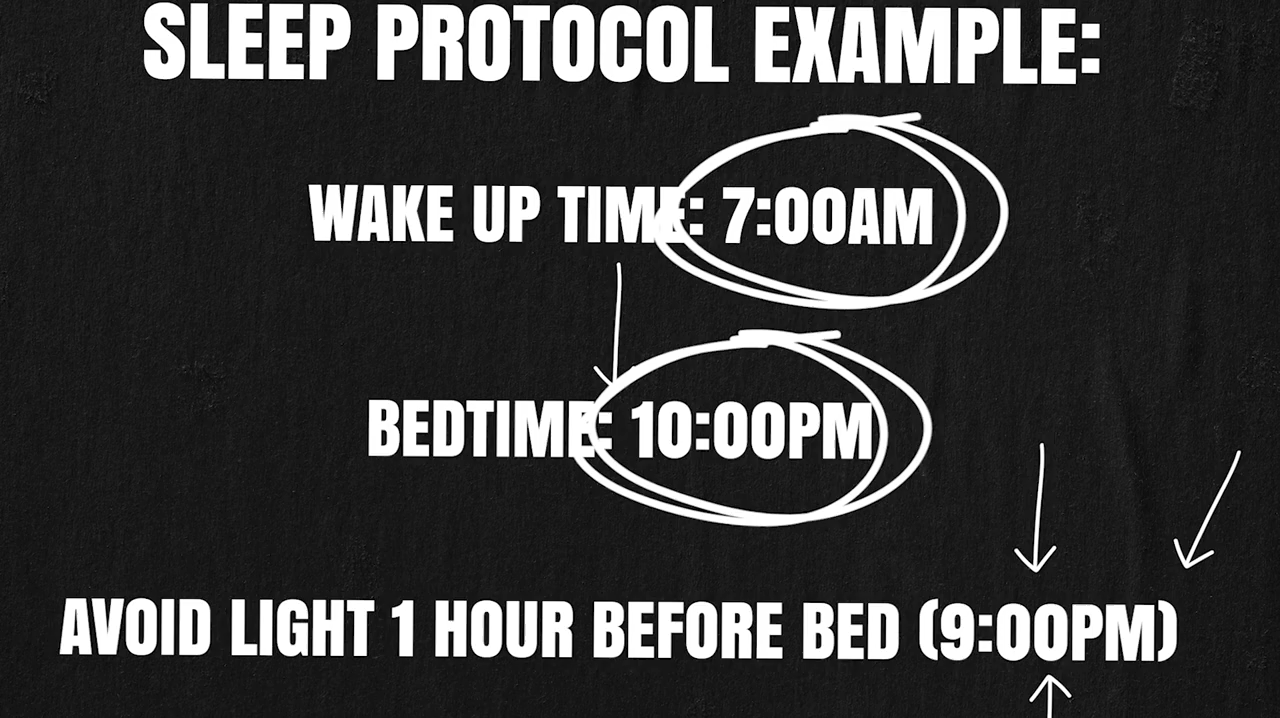 SLEEP PROTOCOL EXAMPLE:
WAKE UP TIME: 7:00AM
BEDTIME: 10:00PM
AVOID LIGHT 1 HOUR BEFORE BED (9:00PM)